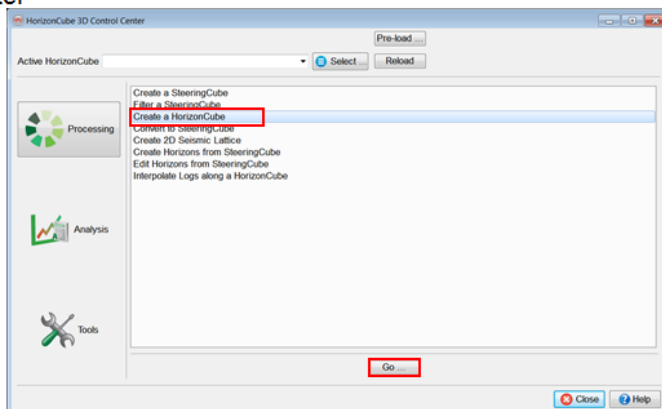 HorizonCube 3D Control Center
Pre-load ...
Active HorizonCube
Select ...
Reload
Create a SteeringCube
Filter a SteeringCube
Create a HorizonCube
Convert to SteeringCube
Create 2D Seismic Lattice
Create Horizons from SteeringCube
Edit Horizons from SteeringCube
Interpolate Logs along a HorizonCube
Processing
Analysis
Tools
Go ...
Close
Help